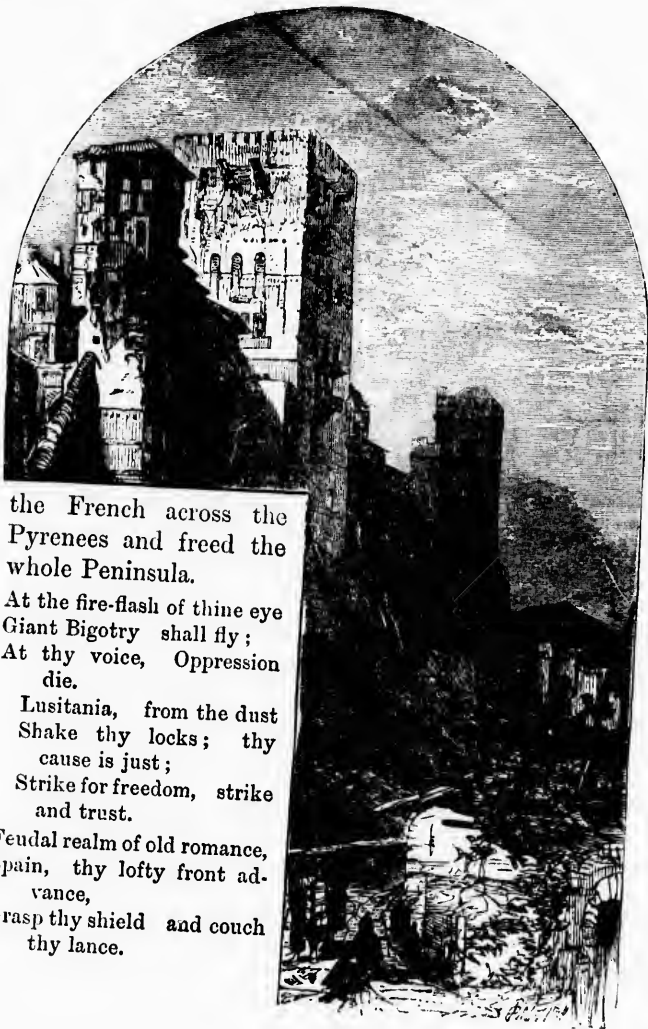 the French across the
Pyrenees and freed the
whole Peninsula.
At the fire-flash of thine eye
Giant Bigotry shall fly ;
At thy voice, Oppression
die.
Lusitania, from the dust
Shake thy locks ; thy
cause is just ;
Strike for freedom, strike
and trust.
Feudal realm of old romance,
pain, thy lofty front ad-
vance,
rasp thy shield and couch
thy lance.